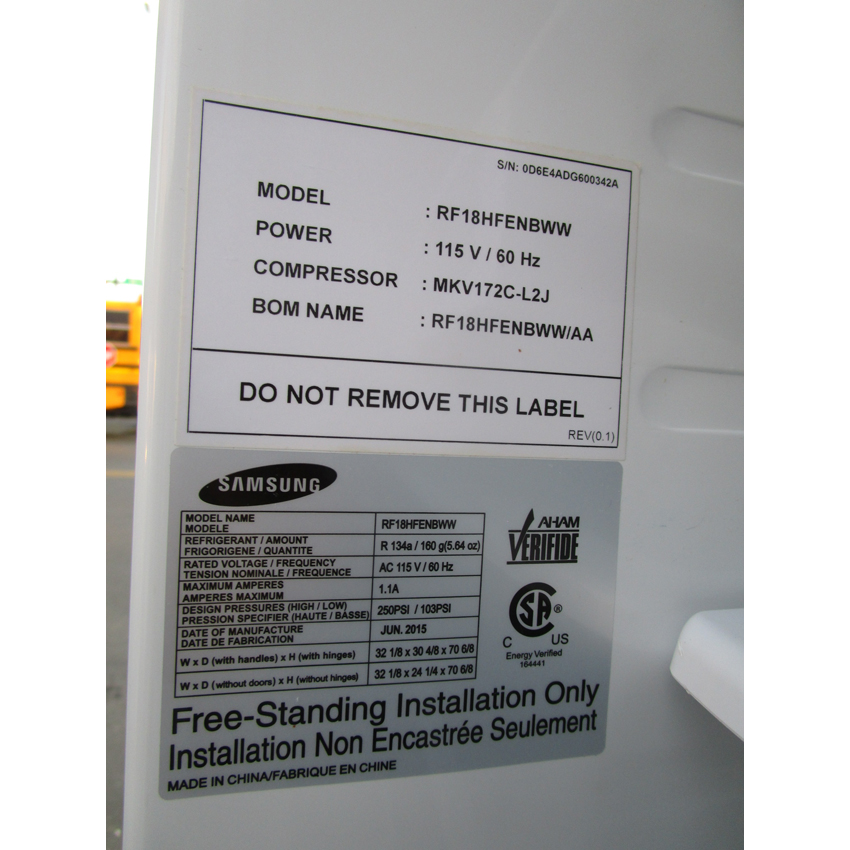 S/N: 0D6E4ADG600342A
MODEL : RF18HFENBWW
POWER : 115 V / 60 Hz
COMPRESSOR : MKV172C-L2J
BOM NAME : RF18HFENBWW/AA
DO NOT REMOVE THIS LABEL
REV(0.1)
SAMSUNG
MODEL NAME
MODELE
RF18HFENBWW
REFRIGERANT / AMOUNT
FRIGORIGENE / QUANTITE
R 134a / 160 g(5.64 oz)
RATED VOLTAGE / FREQUENCY
TENSION NOMINALE / FREQUENCE
AC 115 V / 60 Hz
MAXIMUM AMPERES
AMPERES MAXIMUM
1.1A
DESIGN PRESSURES (HIGH / LOW)
PRESSION SPECIFIER (HAUTE / BASSE)
250PSI / 103PSI
DATE OF MANUFACTURE
DATE DE FABRICATION
JUN. 2015
W x D (with handles) x H (with hinges)
32 1/8 x 30 4/8 x 70 6/8
W x D (without doors) x H (without hinges)
32 1/8 x 24 1/4 x 70 6/8
AHAM
VERIFIDE
SA ®
C US
Energy Verified
164441
Free-Standing Installation Only
Installation Non Encastrée Seulement
MADE IN CHINA/FABRIQUE EN CHINE